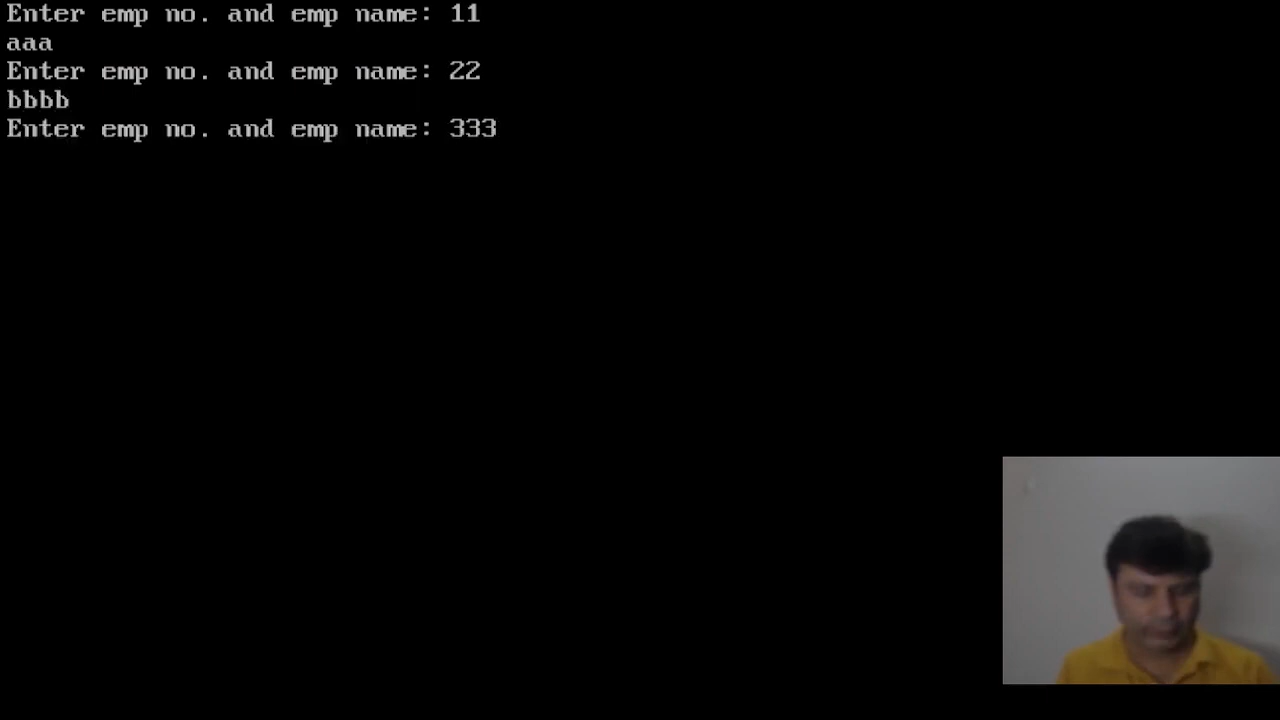 Enter emp no. and emp name: 11
aaa
Enter emp no. and emp name: 22
bbbb
Enter emp no. and emp name: 333